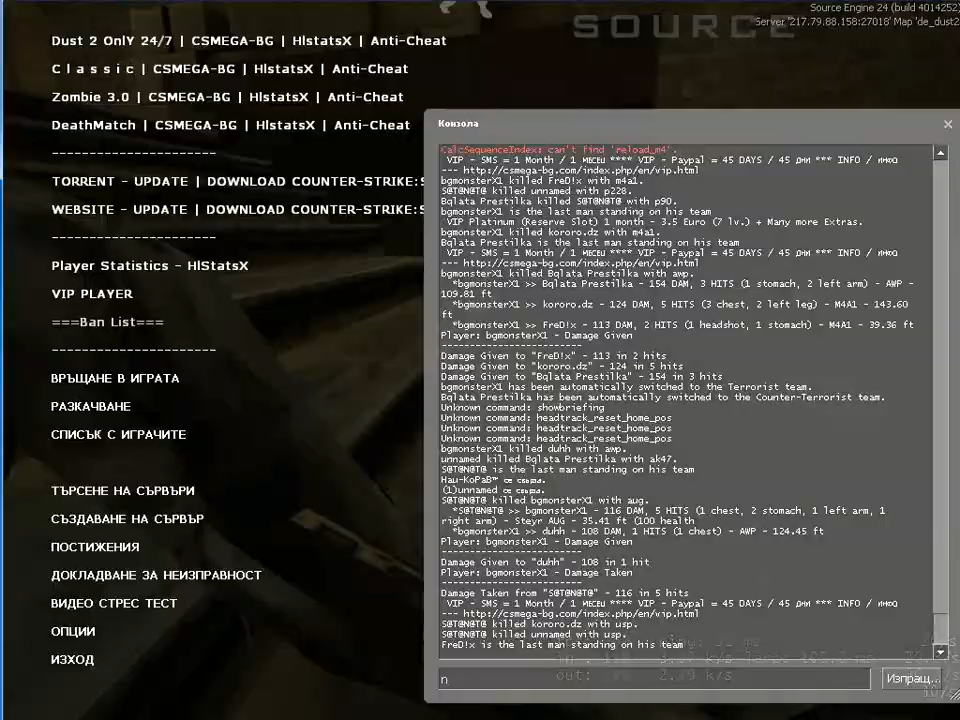 Source Engine 24 (build 4014252)
Server '217.79.88.158:27018' Map 'de_dust2
SOURCE
Dust 2 OnlY 24/7 | CSMEGA-BG | HlstatsX | Anti-Cheat
C l a s s i c | CSMEGA-BG | HlstatsX | Anti-Cheat
Zombie 3.0 | CSMEGA-BG | HlstatsX | Anti-Cheat
DeathMatch | CSMEGA-BG | HlstatsX | Anti-Cheat
-----------------------
TORRENT - UPDATE | DOWNLOAD COUNTER-STRIKE:S
WEBSITE - UPDATE | DOWNLOAD COUNTER-STRIKE:S
-----------------------
Player Statistics - HlStatsX
VIP PLAYER
===Ban List===
-----------------------
ВРЪЩАНЕ В ИГРАТА
РАЗКАЧВАНЕ
СПИСЪК С ИГРАЧИТЕ
ТЪРСЕНЕ НА СЪРВЪРИ
СЪЗДАВАНЕ НА СЪРВЪР
ПОСТИЖЕНИЯ
ДОКЛАДВАНЕ ЗА НЕИЗПРАВНОСТ
ВИДЕО СТРЕС ТЕСТ
ОПЦИИ
ИЗХОД
Конзола
CalcSequenceIndex: can't find 'reload_m4'.
VIP - SMS = 1 Month / 1 месец **** VIP - Paypal = 45 DAYS / 45 дни *** INFO / инфо
--- http://csmega-bg.com/index.php/en/vip.html
bgmonsterX1 killed FreD!x with m4a1.
S@T@N@T@ killed unnamed with p228.
Bqlata Prestilka killed S@T@N@T@ with p90.
bgmonsterX1 is the last man standing on his team
VIP Platinum (Reserve Slot) 1 month - 3.5 Euro (7 lv.) + Many more Extras.
bgmonsterX1 killed kororo.dz with m4a1.
Bqlata Prestilka is the last man standing on his team
VIP - SMS = 1 Month / 1 месец **** VIP - Paypal = 45 DAYS / 45 дни *** INFO / инфо
--- http://csmega-bg.com/index.php/en/vip.html
bgmonsterX1 killed Bqlata Prestilka with awp.
*bgmonsterX1 >> Bqlata Prestilka - 154 DAM, 3 HITS (1 stomach, 2 left arm) - AWP -
109.81 ft
*bgmonsterX1 >> kororo.dz - 124 DAM, 5 HITS (3 chest, 2 left leg) - M4A1 - 143.60
ft
*bgmonsterX1 >> FreD!x - 113 DAM, 2 HITS (1 headshot, 1 stomach) - M4A1 - 39.36 ft
Player: bgmonsterX1 - Damage Given
-------------------------
Damage Given to "FreD!x" - 113 in 2 hits
Damage Given to "kororo.dz" - 124 in 5 hits
Damage Given to "Bqlata Prestilka" - 154 in 3 hits
bgmonsterX1 has been automatically switched to the Terrorist team.
Bqlata Prestilka has been automatically switched to the Counter-Terrorist team.
Unknown command: showbriefing
Unknown command: headtrack_reset_home_pos
Unknown command: headtrack_reset_home_pos
Unknown command: headtrack_reset_home_pos
bgmonsterX1 killed duhh with awp.
unnamed killed Bqlata Prestilka with ak47.
S@T@N@T@ is the last man standing on his team
Hau-KoPaB™ се свърза.
(1)unnamed се свърза.
S@T@N@T@ killed bgmonsterX1 with aug.
*S@T@N@T@ >> bgmonsterX1 - 116 DAM, 5 HITS (1 chest, 2 stomach, 1 left arm, 1
right arm) - Steyr AUG - 35.41 ft (100 health
*bgmonsterX1 >> duhh - 108 DAM, 1 HITS (1 chest) - AWP - 124.45 ft
Player: bgmonsterX1 - Damage Given
-------------------------
Damage Given to "duhh" - 108 in 1 hit
Player: bgmonsterX1 - Damage Taken
-------------------------
Damage Taken from "S@T@N@T@" - 116 in 5 hits
VIP - SMS = 1 Month / 1 месец **** VIP - Paypal = 45 DAYS / 45 дни *** INFO / инфо
--- http://csmega-bg.com/index.php/en/vip.html
S@T@N@T@ killed kororo.dz with usp.
S@T@N@T@ killed unnamed with usp.
FreD!x is the last man standing on his team
out: k/s
n
Изпращ...